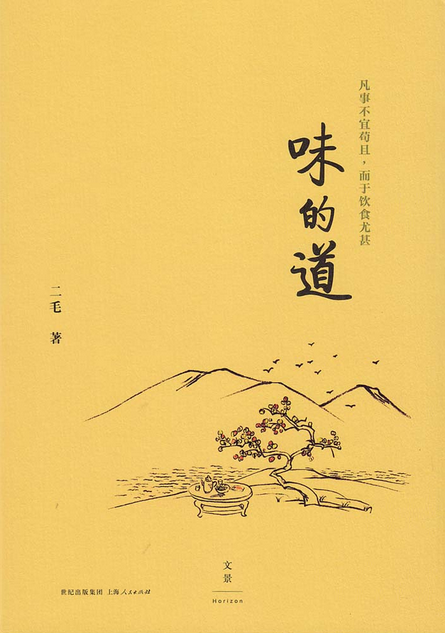 凡事不宜苟且，而于饮食尤甚
味的道
二毛 著
文景
Horizon
世纪出版集团 上海人民出版社